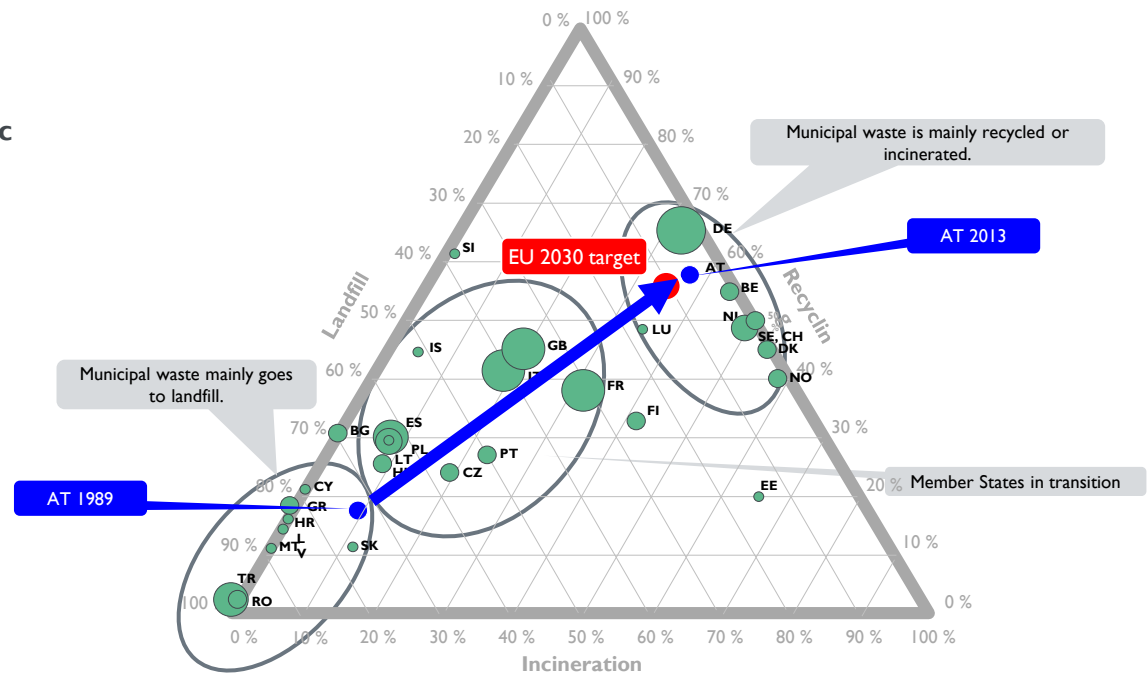 0 % 100 %
10 % 90 %
c
Municipal waste is mainly recycled or
incinerated.
20 % 80 %
30 % 70 %
DE
AT 2013
SI
40 % EU 2030 target 60%
AT
BE
Landfill
Recyclin
50 %
NL
g
LU
SE, CH
IS
GB
DK
Municipal waste mainly goes
to landfill.
60 %
IT
40 %
FR
NO
FI
70 %
BG
ES
30 %
PL
LT
PT
CZ
Member States in transition
80 %
CY
20 %
EE
AT 1989
GR
HR
L
V
90 %
MT
SK
10 %
TR
100
RO
0 %
0 % 10 % 20 % 30 % 40 % 50 % 60 % 70 % 80 % 90 % 100 %
Incineration